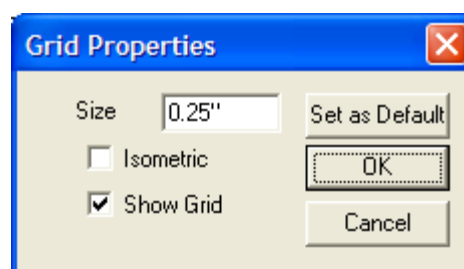 Grid Properties
Size 0.25"
Set as Default
Isometric
OK
Show Grid
Cancel